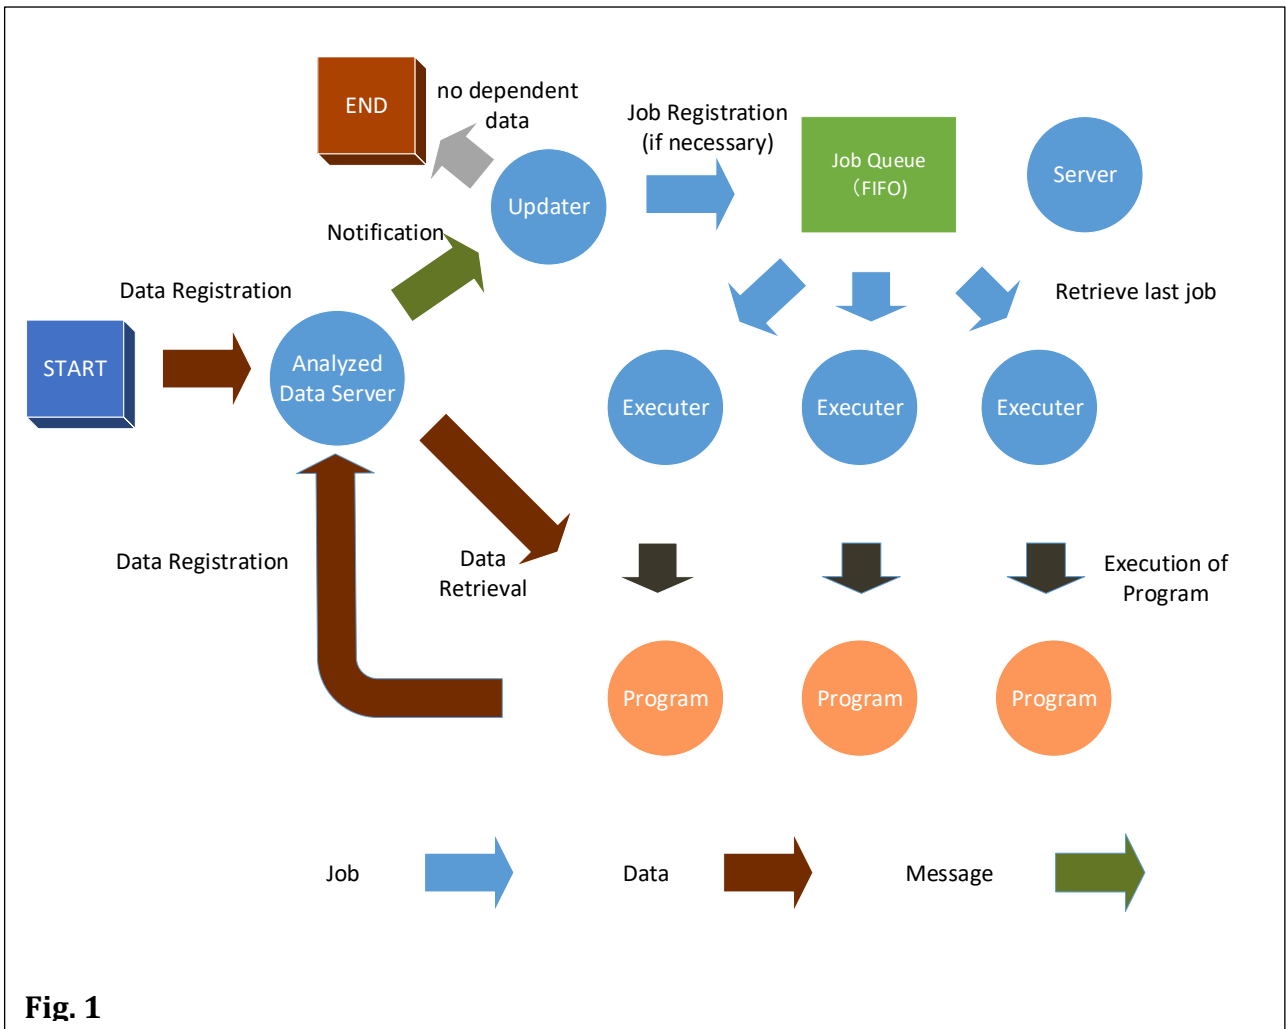 END
no dependent
data
Job Registration
(if necessary)
Job Queue
（FIFO)
Server
Updater
Notification
Data Registration
Retrieve last job
START
Analyzed
Data Server
Executer
Executer
Executer
Data Registration
Data
Retrieval
Execution of
Program
Program
Program
Program
Job
Data
Message
Fig. 1